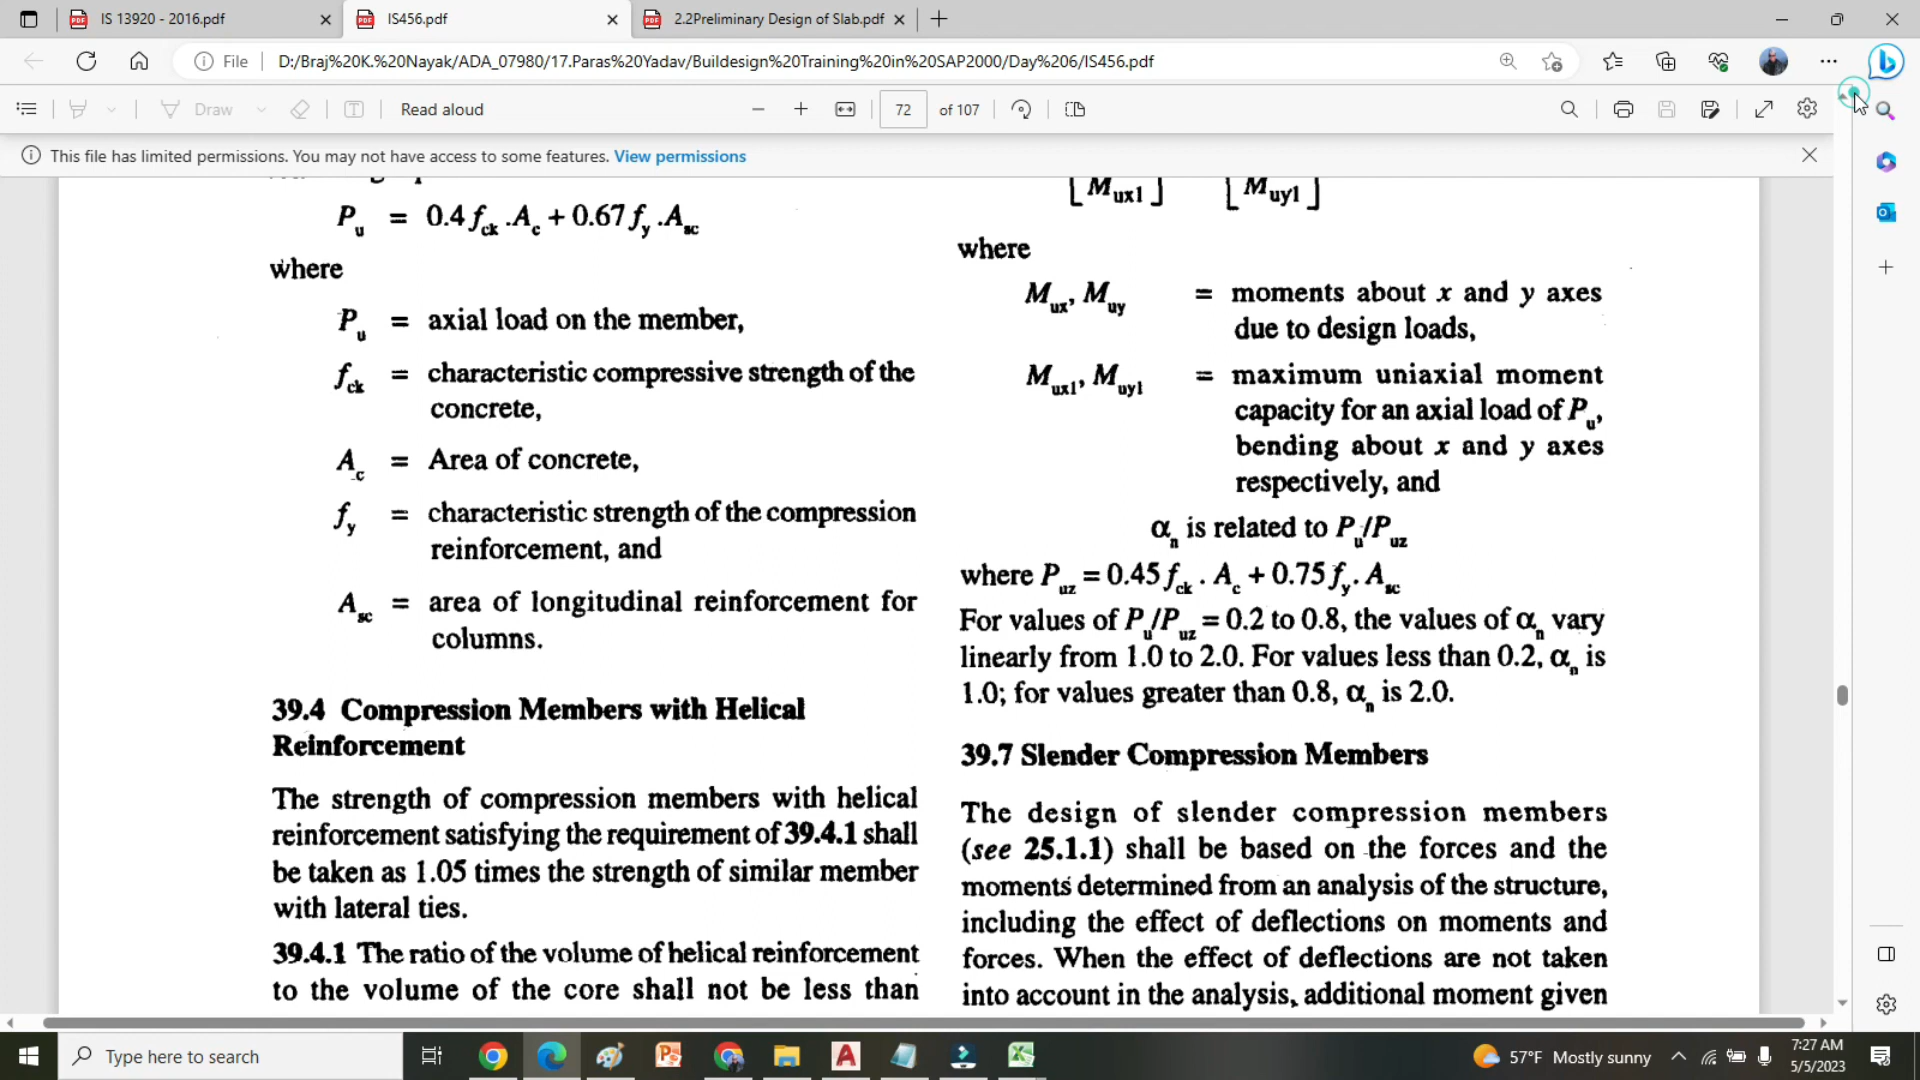 IS 13920 - 2016.pdf
IS456.pdf
2.2Preliminary Design of Slab.pdf
File
D:/Braj%20K.%20Nayak/ADA_07980/17.Paras%20Yadav/Buildesign%20Training%20in%20SAP2000/Day%206/IS456.pdf
Draw
Read aloud
72 of 107
This file has limited permissions. You may not have access to some features. View permissions
Pu = 0.4 fck .Ac + 0.67 fy .Asc
where
Pu = axial load on the member,
fck = characteristic compressive strength of the
concrete,
Ac = Area of concrete,
fy = characteristic strength of the compression
reinforcement, and
Asc = area of longitudinal reinforcement for
columns.
39.4 Compression Members with Helical
Reinforcement
The strength of compression members with helical
reinforcement satisfying the requirement of 39.4.1 shall
be taken as 1.05 times the strength of similar member
with lateral ties.
39.4.1 The ratio of the volume of helical reinforcement
to the volume of the core shall not be less than
[Mux1] [Muy1]
where
Mux, Muy = moments about x and y axes
due to design loads,
Mux1, Muy1 = maximum uniaxial moment
capacity for an axial load of Pu,
bending about x and y axes
respectively, and
αn is related to Pu/Puz
where Puz = 0.45 fck . Ac + 0.75 fy. Asc
For values of Pu/Puz = 0.2 to 0.8, the values of αn vary
linearly from 1.0 to 2.0. For values less than 0.2, αn is
1.0; for values greater than 0.8, αn is 2.0.
39.7 Slender Compression Members
The design of slender compression members
(see 25.1.1) shall be based on the forces and the
moments determined from an analysis of the structure,
including the effect of deflections on moments and
forces. When the effect of deflections are not taken
into account in the analysis, additional moment given
Type here to search
57°F Mostly sunny
7:27 AM
5/5/2023